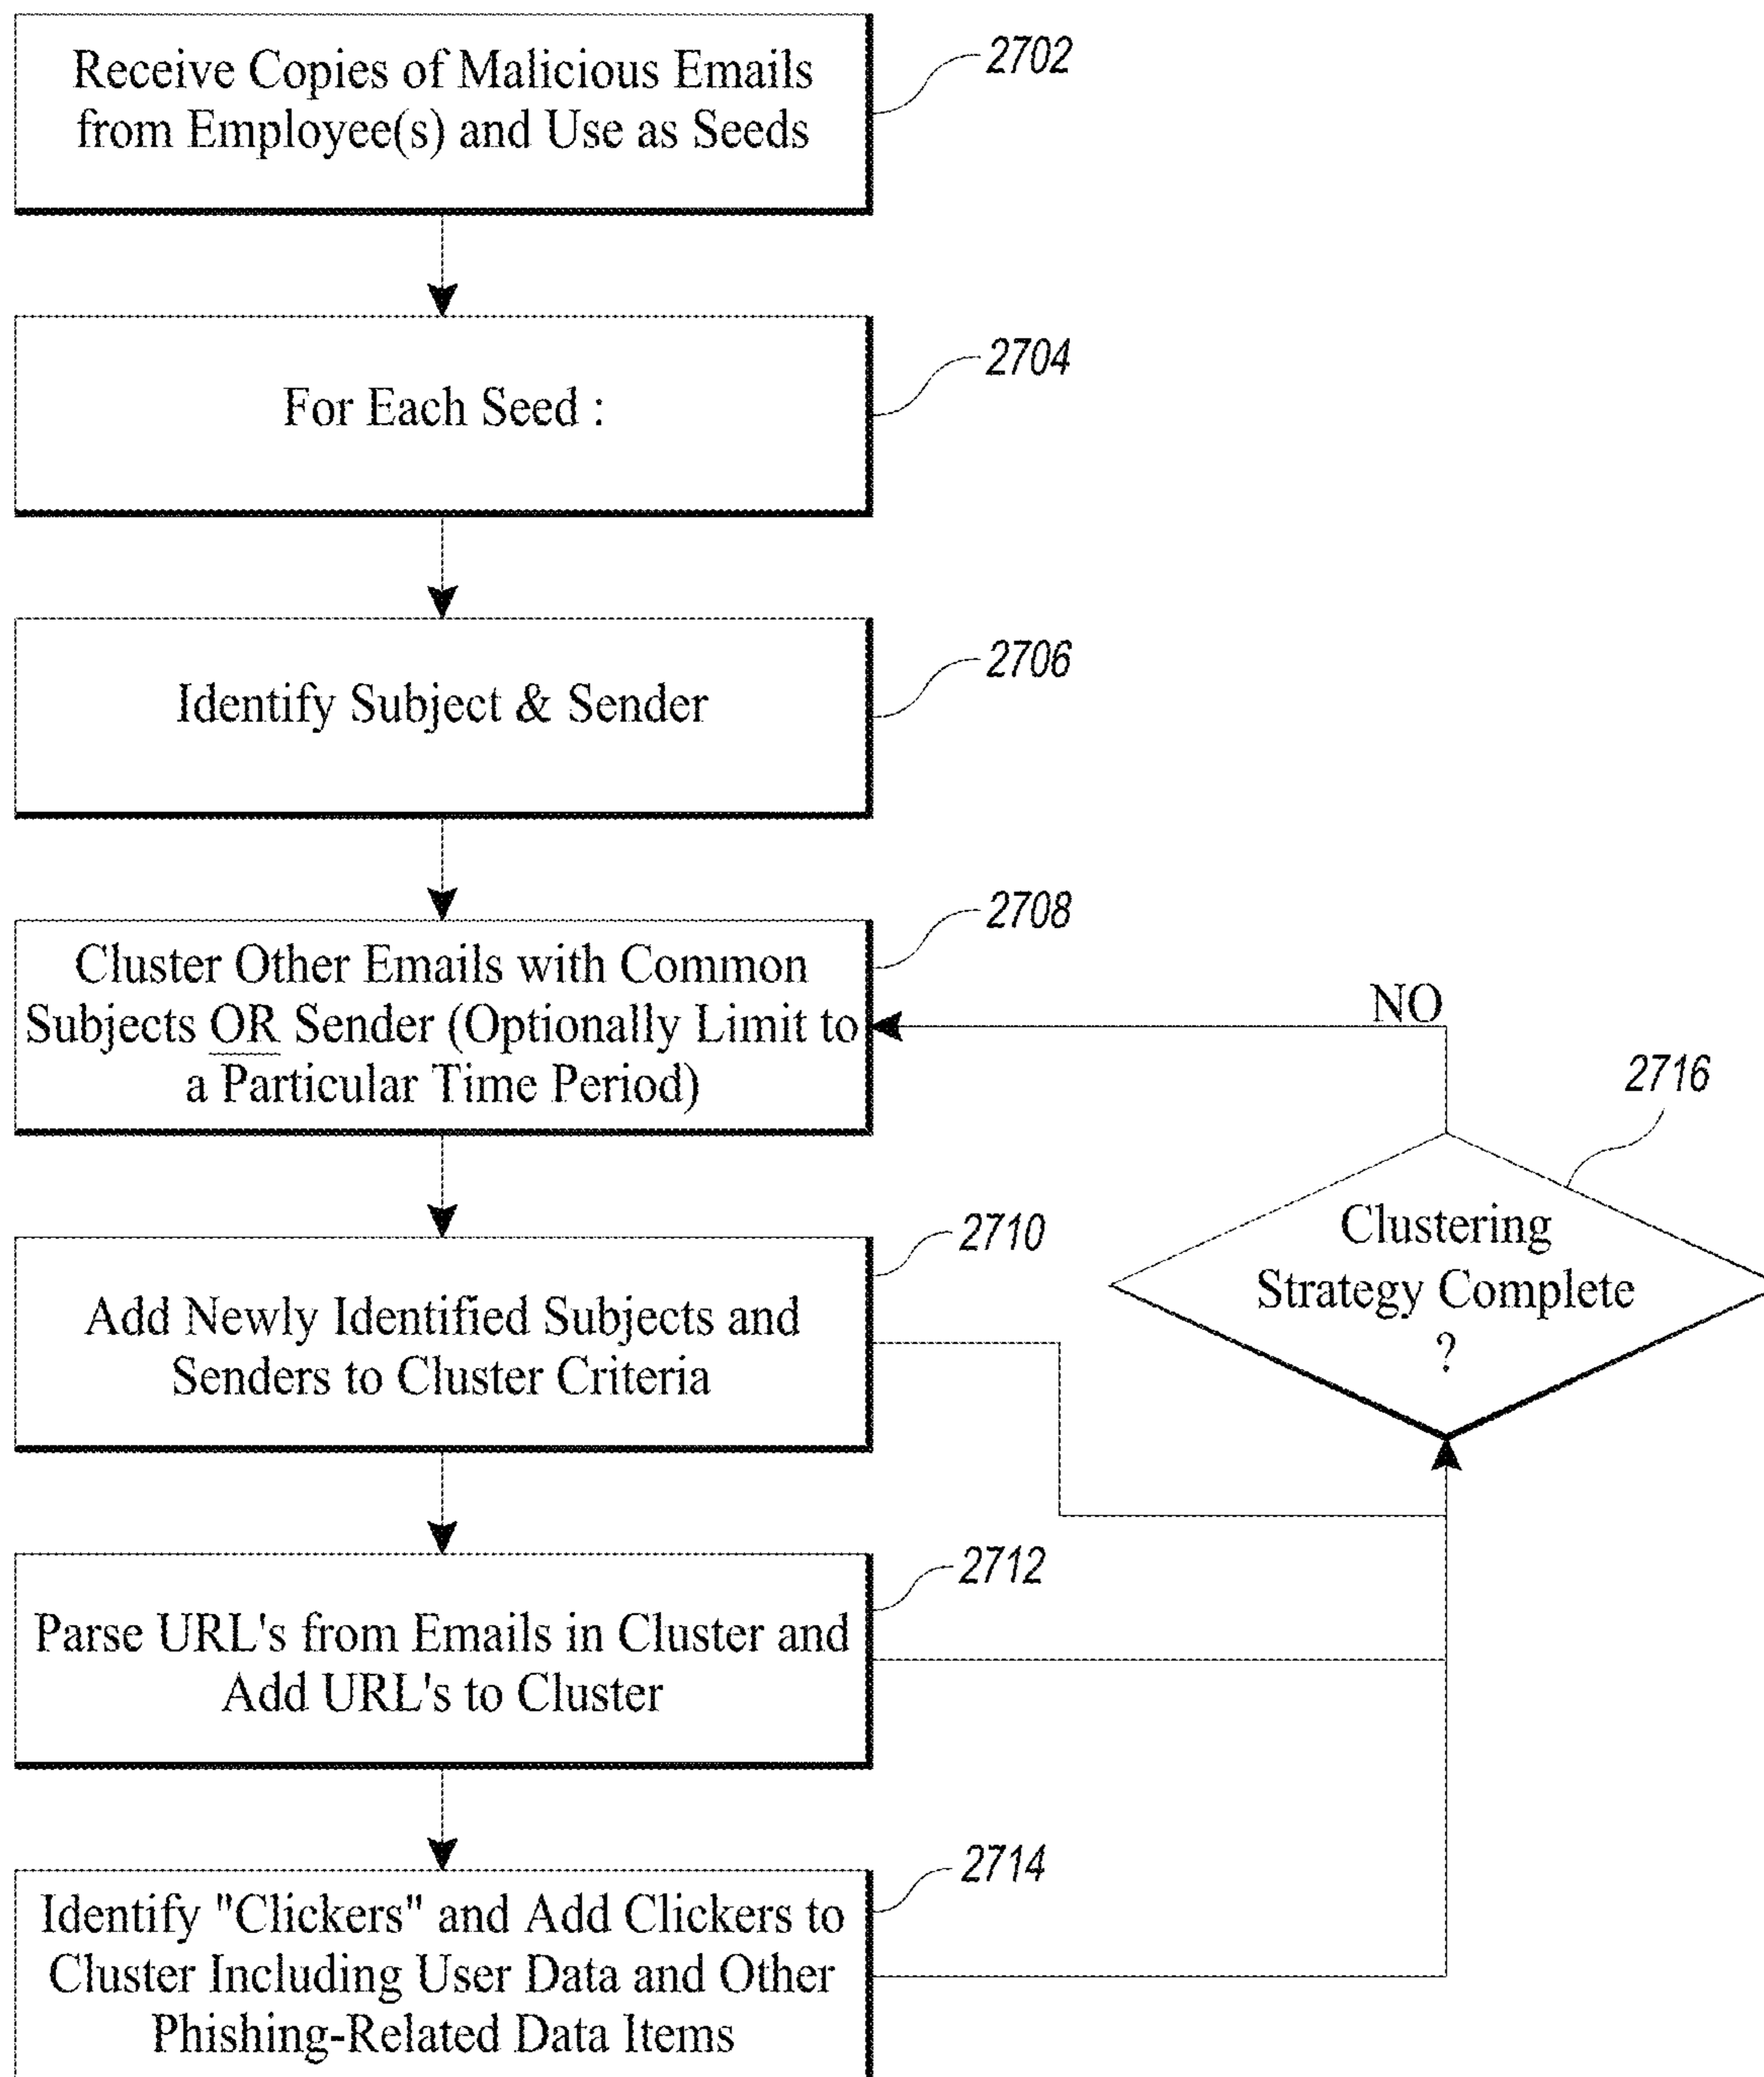 Receive Copies of Malicious Emails
from Employee(s) and Use as Seeds
2702
For Each Seed :
2704
Identify Subject & Sender
2706
Cluster Other Emails with Common
Subjects OR Sender (Optionally Limit to
a Particular Time Period)
2708
NO
2716
Clustering
Strategy Complete
?
Add Newly Identified Subjects and
Senders to Cluster Criteria
2710
Parse URL's from Emails in Cluster and
Add URL's to Cluster
2712
Identify "Clickers" and Add Clickers to
Cluster Including User Data and Other
Phishing-Related Data Items
2714